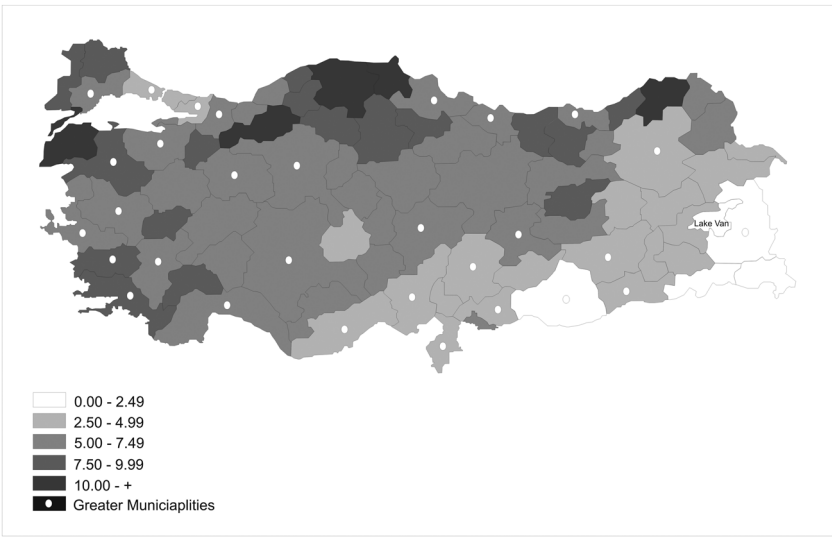 Lake Van
0.00 - 2.49
2.50 - 4.99
5.00 - 7.49
7.50 - 9.99
10.00 - +
Greater Municiaplities